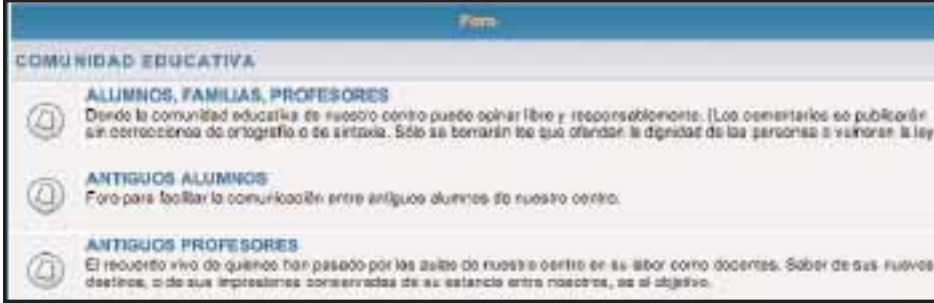 Foro
COMUNIDAD EDUCATIVA
ALUMNOS, FAMILIAS, PROFESORES
Donde la comunidad educativa de nuestro centro puede opinar libre y responsablemente. (Los comentarios se publicarán
sin correcciones de ortografía o de sintaxis. Sólo se borrarán los que ofendan la dignidad de las personas o vulneren la ley
ANTIGUOS ALUMNOS
Foro para facilitar la comunicación entre antiguos alumnos de nuestro centro.
ANTIGUOS PROFESORES
El recuerdo vivo de quienes han pasado por las aulas de nuestro centro en su labor como docentes. Saber de sus nuevos
destinos, o de sus impresiones conservadas de su estancia entre nosotros, es el objetivo.